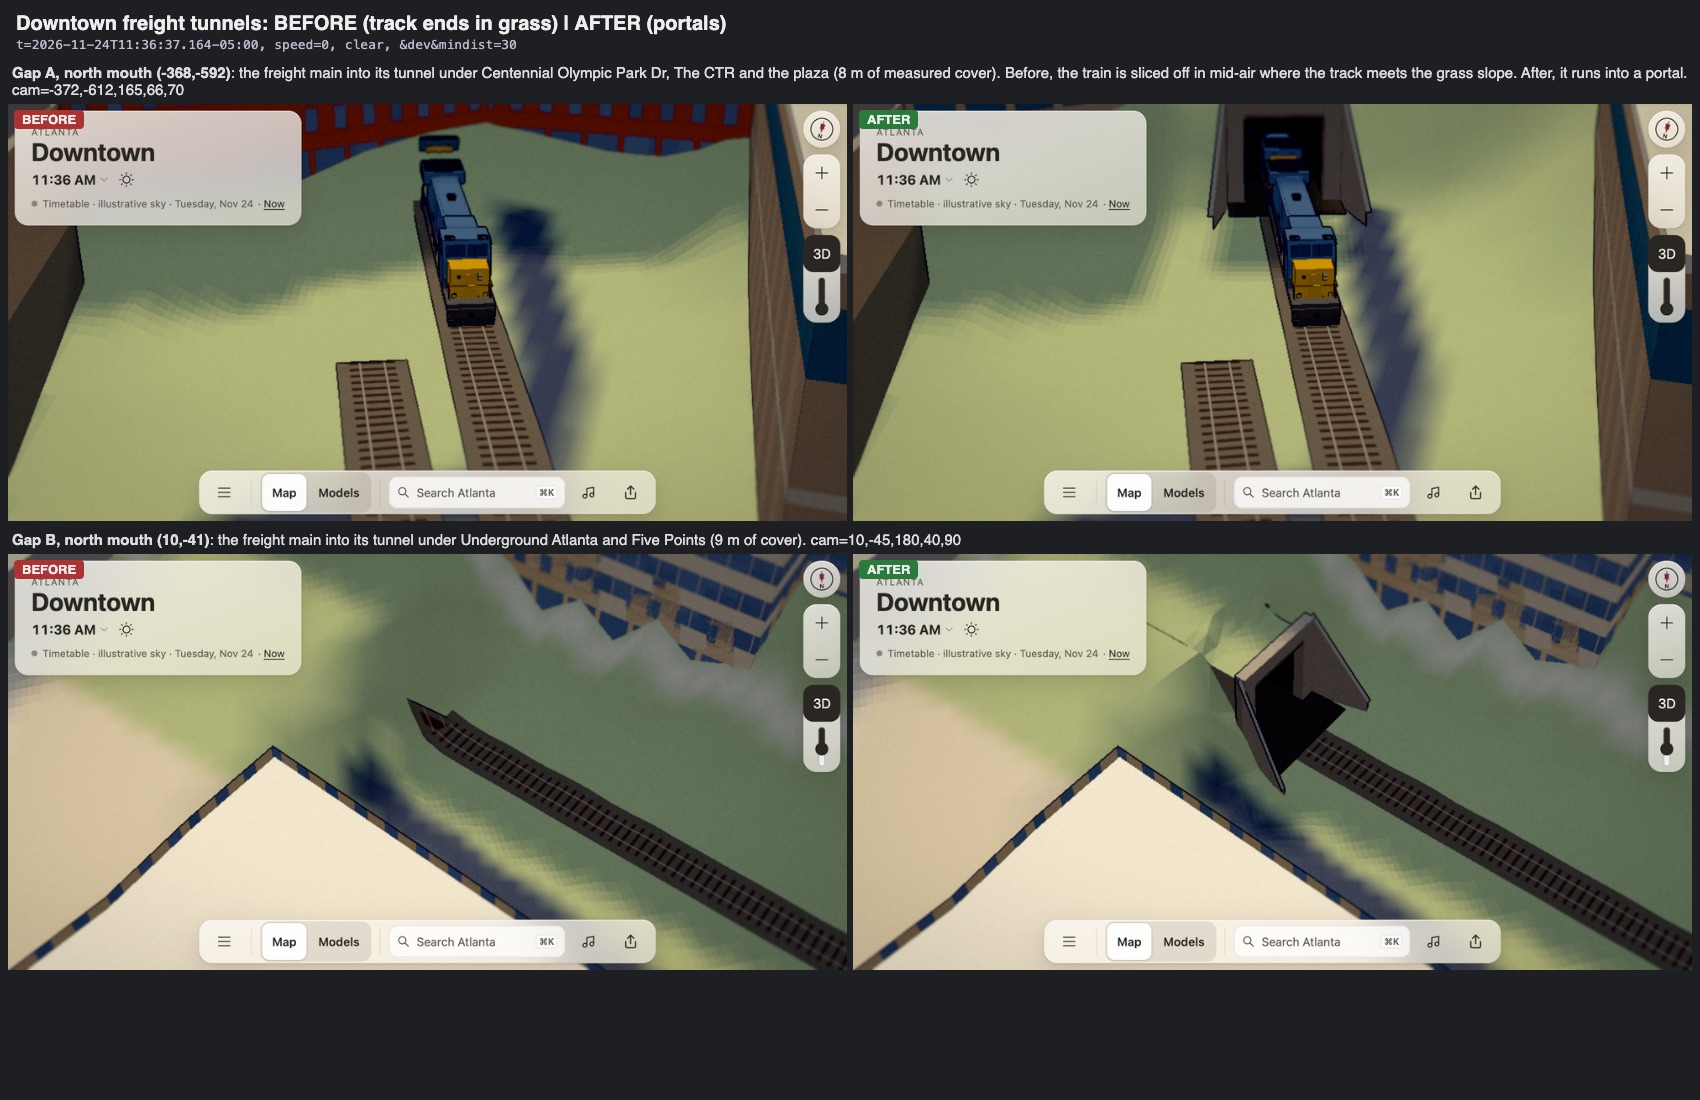 Downtown freight tunnels: BEFORE (track ends in grass) | AFTER (portals)
t=2026-11-24T11:36:37.164-05:00, speed=0, clear, &dev&mindist=30
Gap A, north mouth (-368,-592): the freight main into its tunnel under Centennial Olympic Park Dr, The CTR and the plaza (8 m of measured cover). Before, the train is sliced off in mid-air where the track meets the grass slope. After, it runs into a portal.
cam=-372,-612,165,66,70
BEFORE
ATLANTA
Downtown
11:36 AM
Timetable · illustrative sky · Tuesday, Nov 24 · Now
N
+
−
3D
Map Models Search Atlanta ⌘K
AFTER
ATLANTA
Downtown
11:36 AM
Timetable · illustrative sky · Tuesday, Nov 24 · Now
N
+
−
3D
Map Models Search Atlanta ⌘K
Gap B, north mouth (10,-41): the freight main into its tunnel under Underground Atlanta and Five Points (9 m of cover). cam=10,-45,180,40,90
BEFORE
ATLANTA
Downtown
11:36 AM
Timetable · illustrative sky · Tuesday, Nov 24 · Now
N
+
−
3D
Map Models Search Atlanta ⌘K
AFTER
ATLANTA
Downtown
11:36 AM
Timetable · illustrative sky · Tuesday, Nov 24 · Now
N
+
−
3D
Map Models Search Atlanta ⌘K